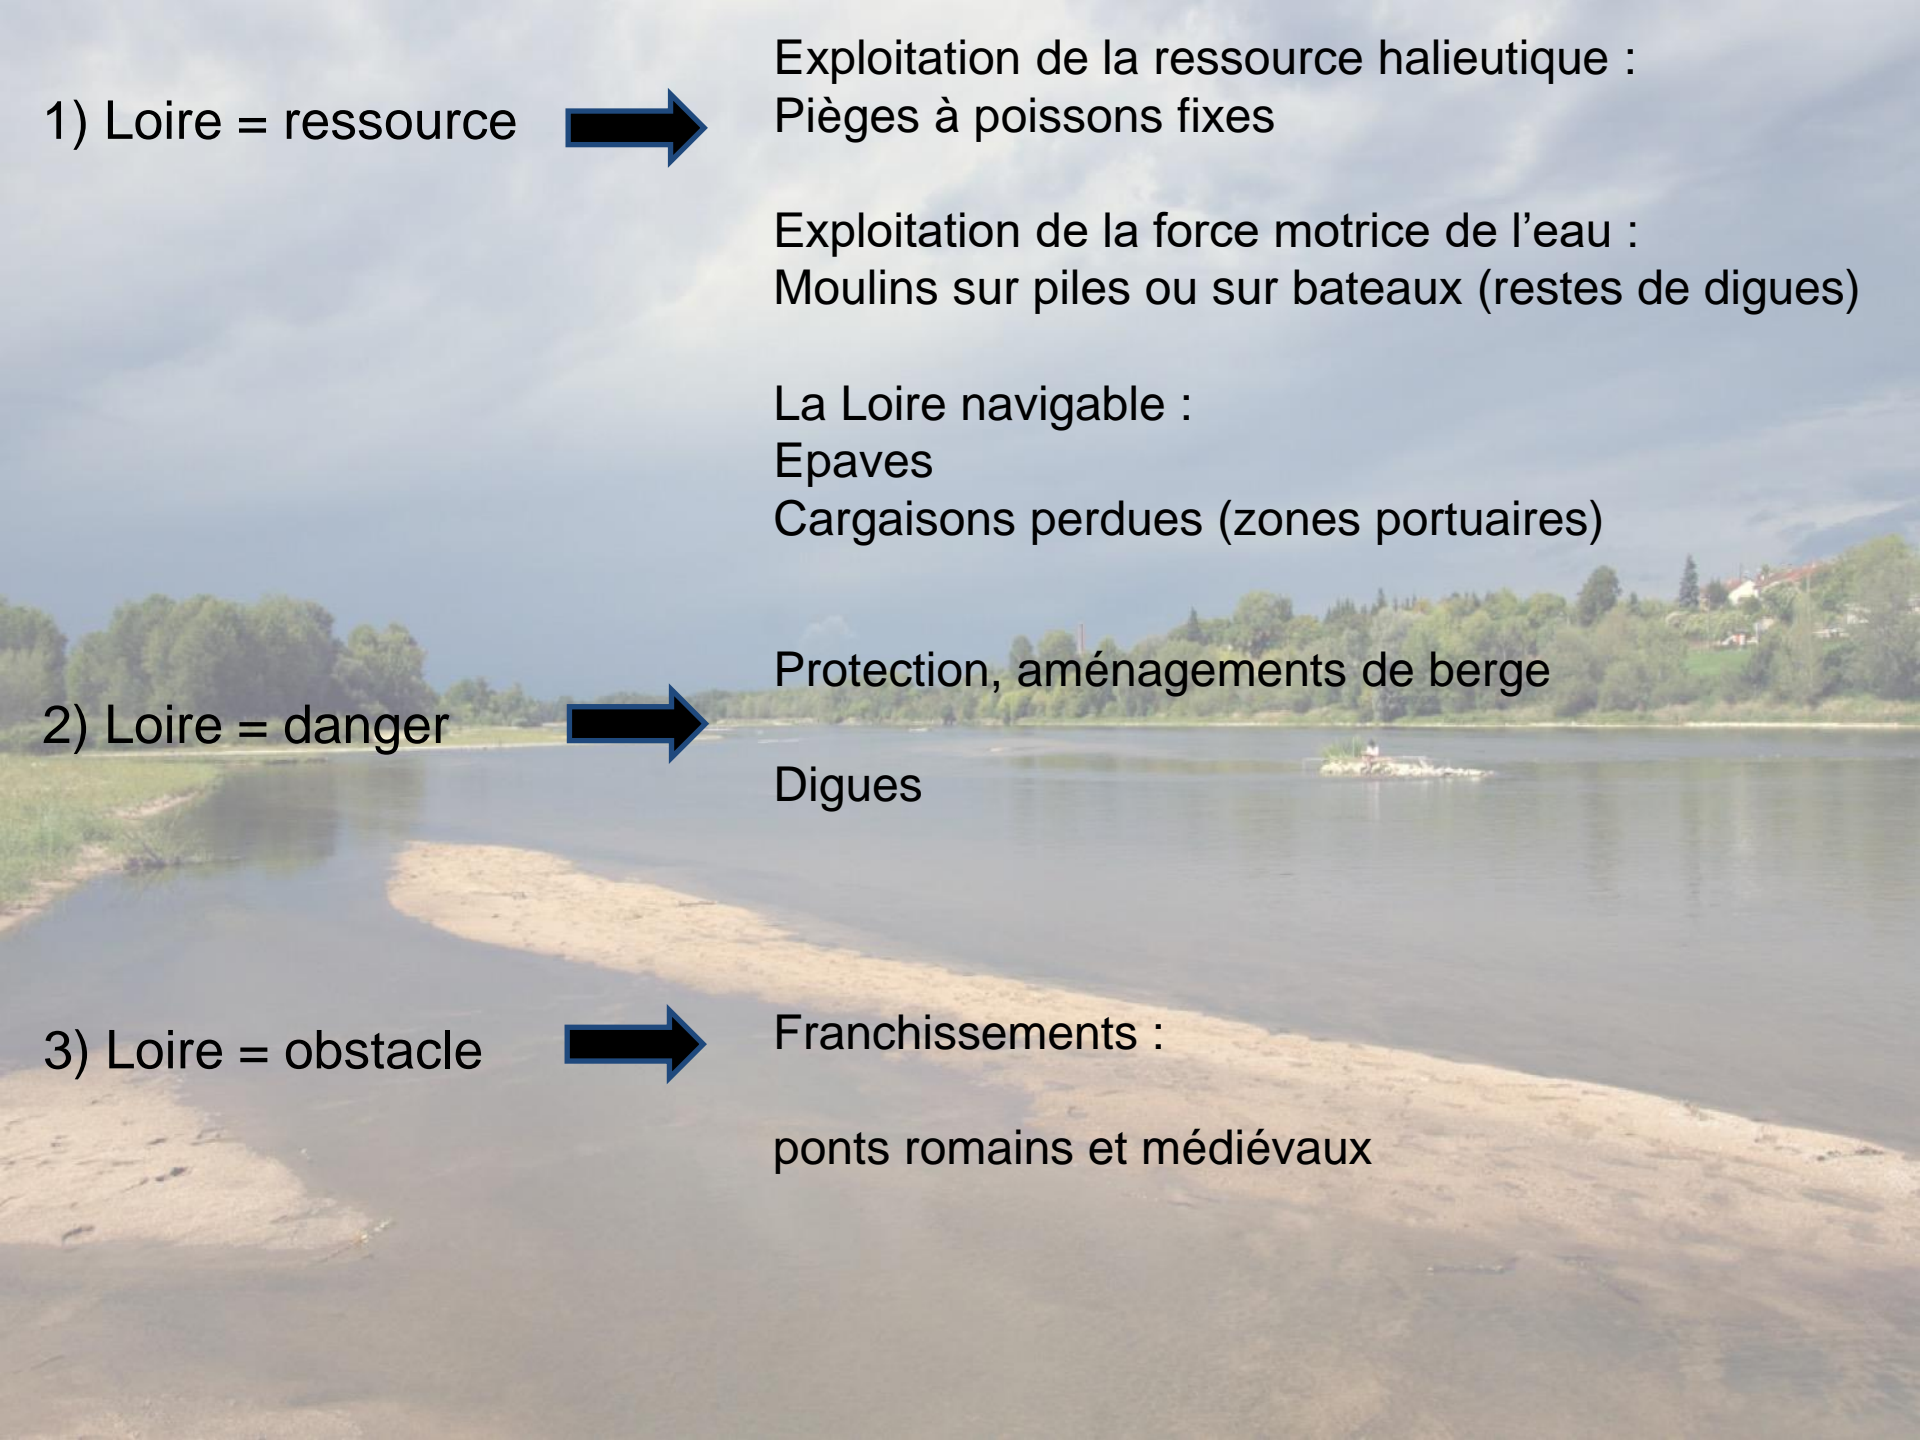 1) Loire = ressource
Exploitation de la ressource halieutique :
Pièges à poissons fixes
Exploitation de la force motrice de l’eau :
Moulins sur piles ou sur bateaux (restes de digues)
La Loire navigable :
Epaves
Cargaisons perdues (zones portuaires)
2) Loire = danger
Protection, aménagements de berge
Digues
3) Loire = obstacle
Franchissements :
ponts romains et médiévaux